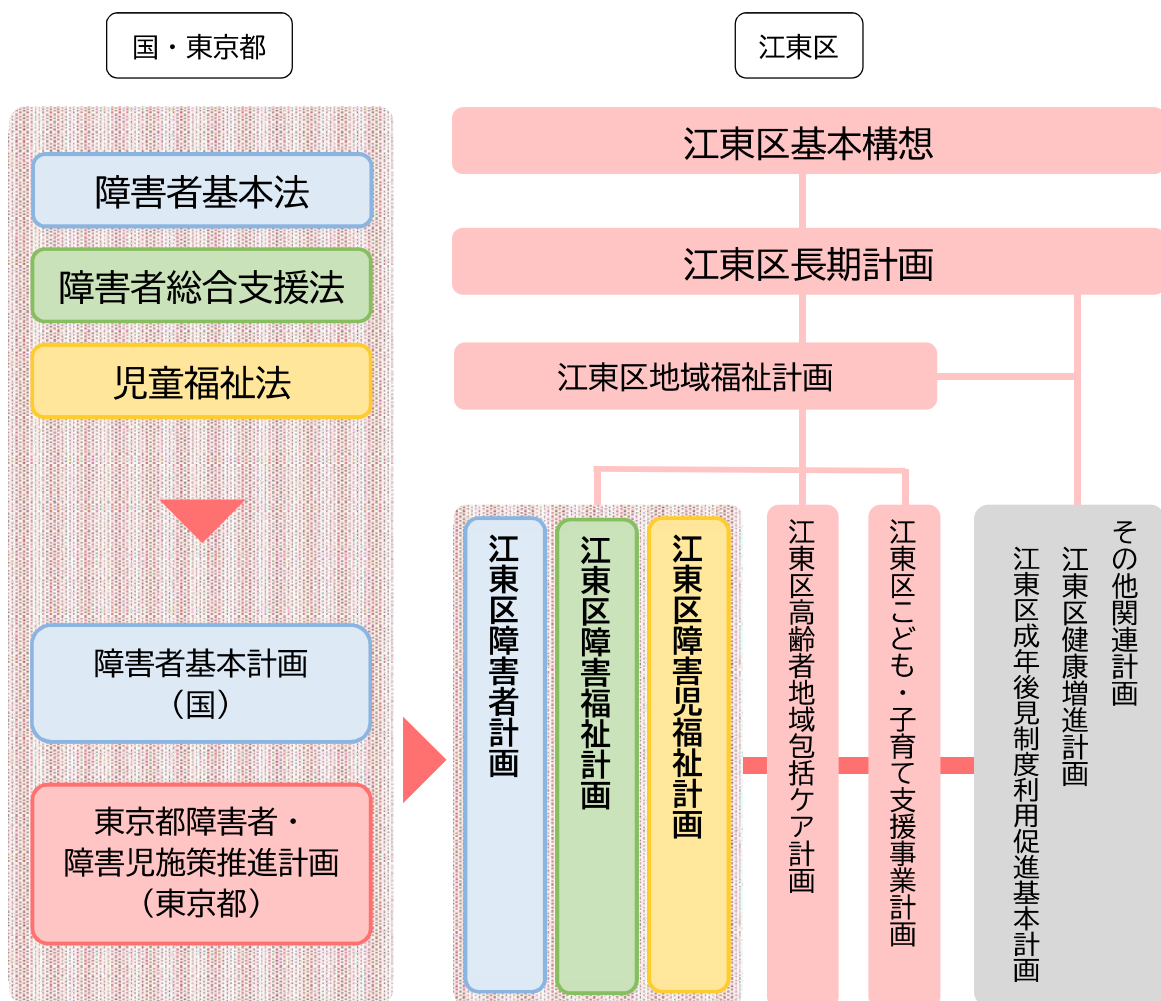 国・東京都
障害者基本法
障害者総合支援法
児童福祉法
障害者基本計画
（国）
東京都障害者・
障害児施策推進計画
（東京都）
江東区
江東区基本構想
江東区長期計画
江東区地域福祉計画
江東区障害者計画
江東区障害福祉計画
江東区障害児福祉計画
江東区高齢者地域包括ケア計画
江東区こども・子育て支援事業計画
その他関連計画
江東区健康増進計画
江東区成年後見制度利用促進基本計画